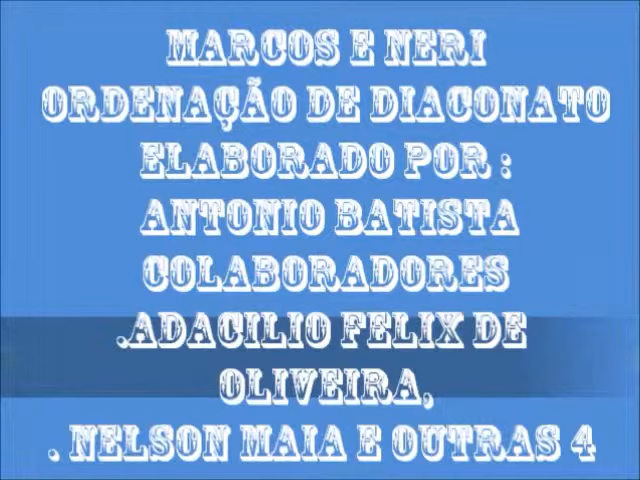 MARCOS E NERI
ORDENAÇÃO DE DIACONATO
ELABORADO POR :
ANTONIO BATISTA
COLABORADORES
.ADACILIO FELIX DE
OLIVEIRA,
. NELSON MAIA E OUTRAS 4